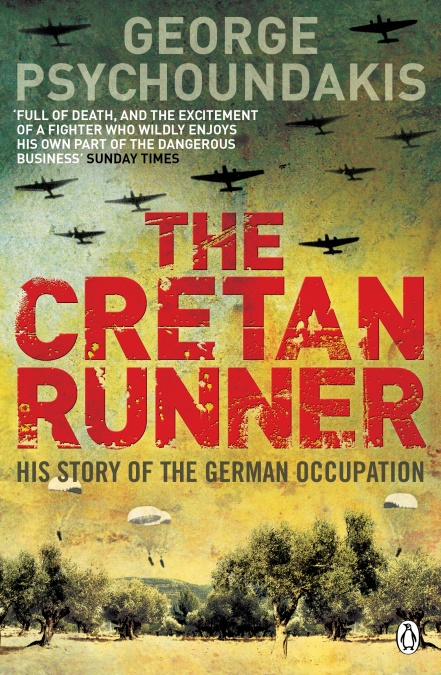 GEORGE
PSYCHOUNDAKIS
‘FULL OF DEATH, AND THE EXCITEMENT
OF A FIGHTER WHO WILDLY ENJOYS
HIS OWN PART OF THE DANGEROUS
BUSINESS’ SUNDAY TIMES
THE
CRETAN
RUNNER
HIS STORY OF THE GERMAN OCCUPATION